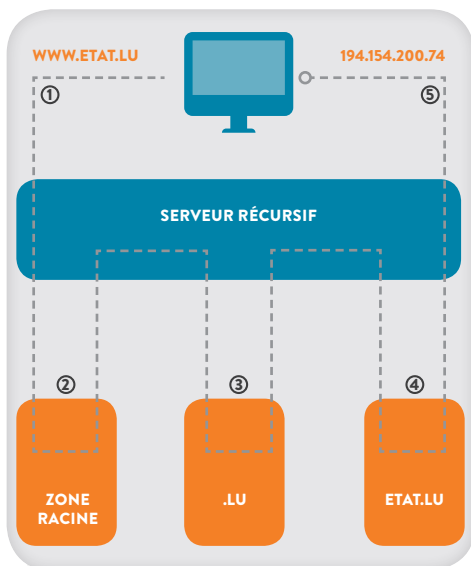 WWW.ETAT.LU
194.154.200.74
①
⑤
SERVEUR RÉCURSIF
②
③
④
ZONE
RACINE
.LU
ETAT.LU